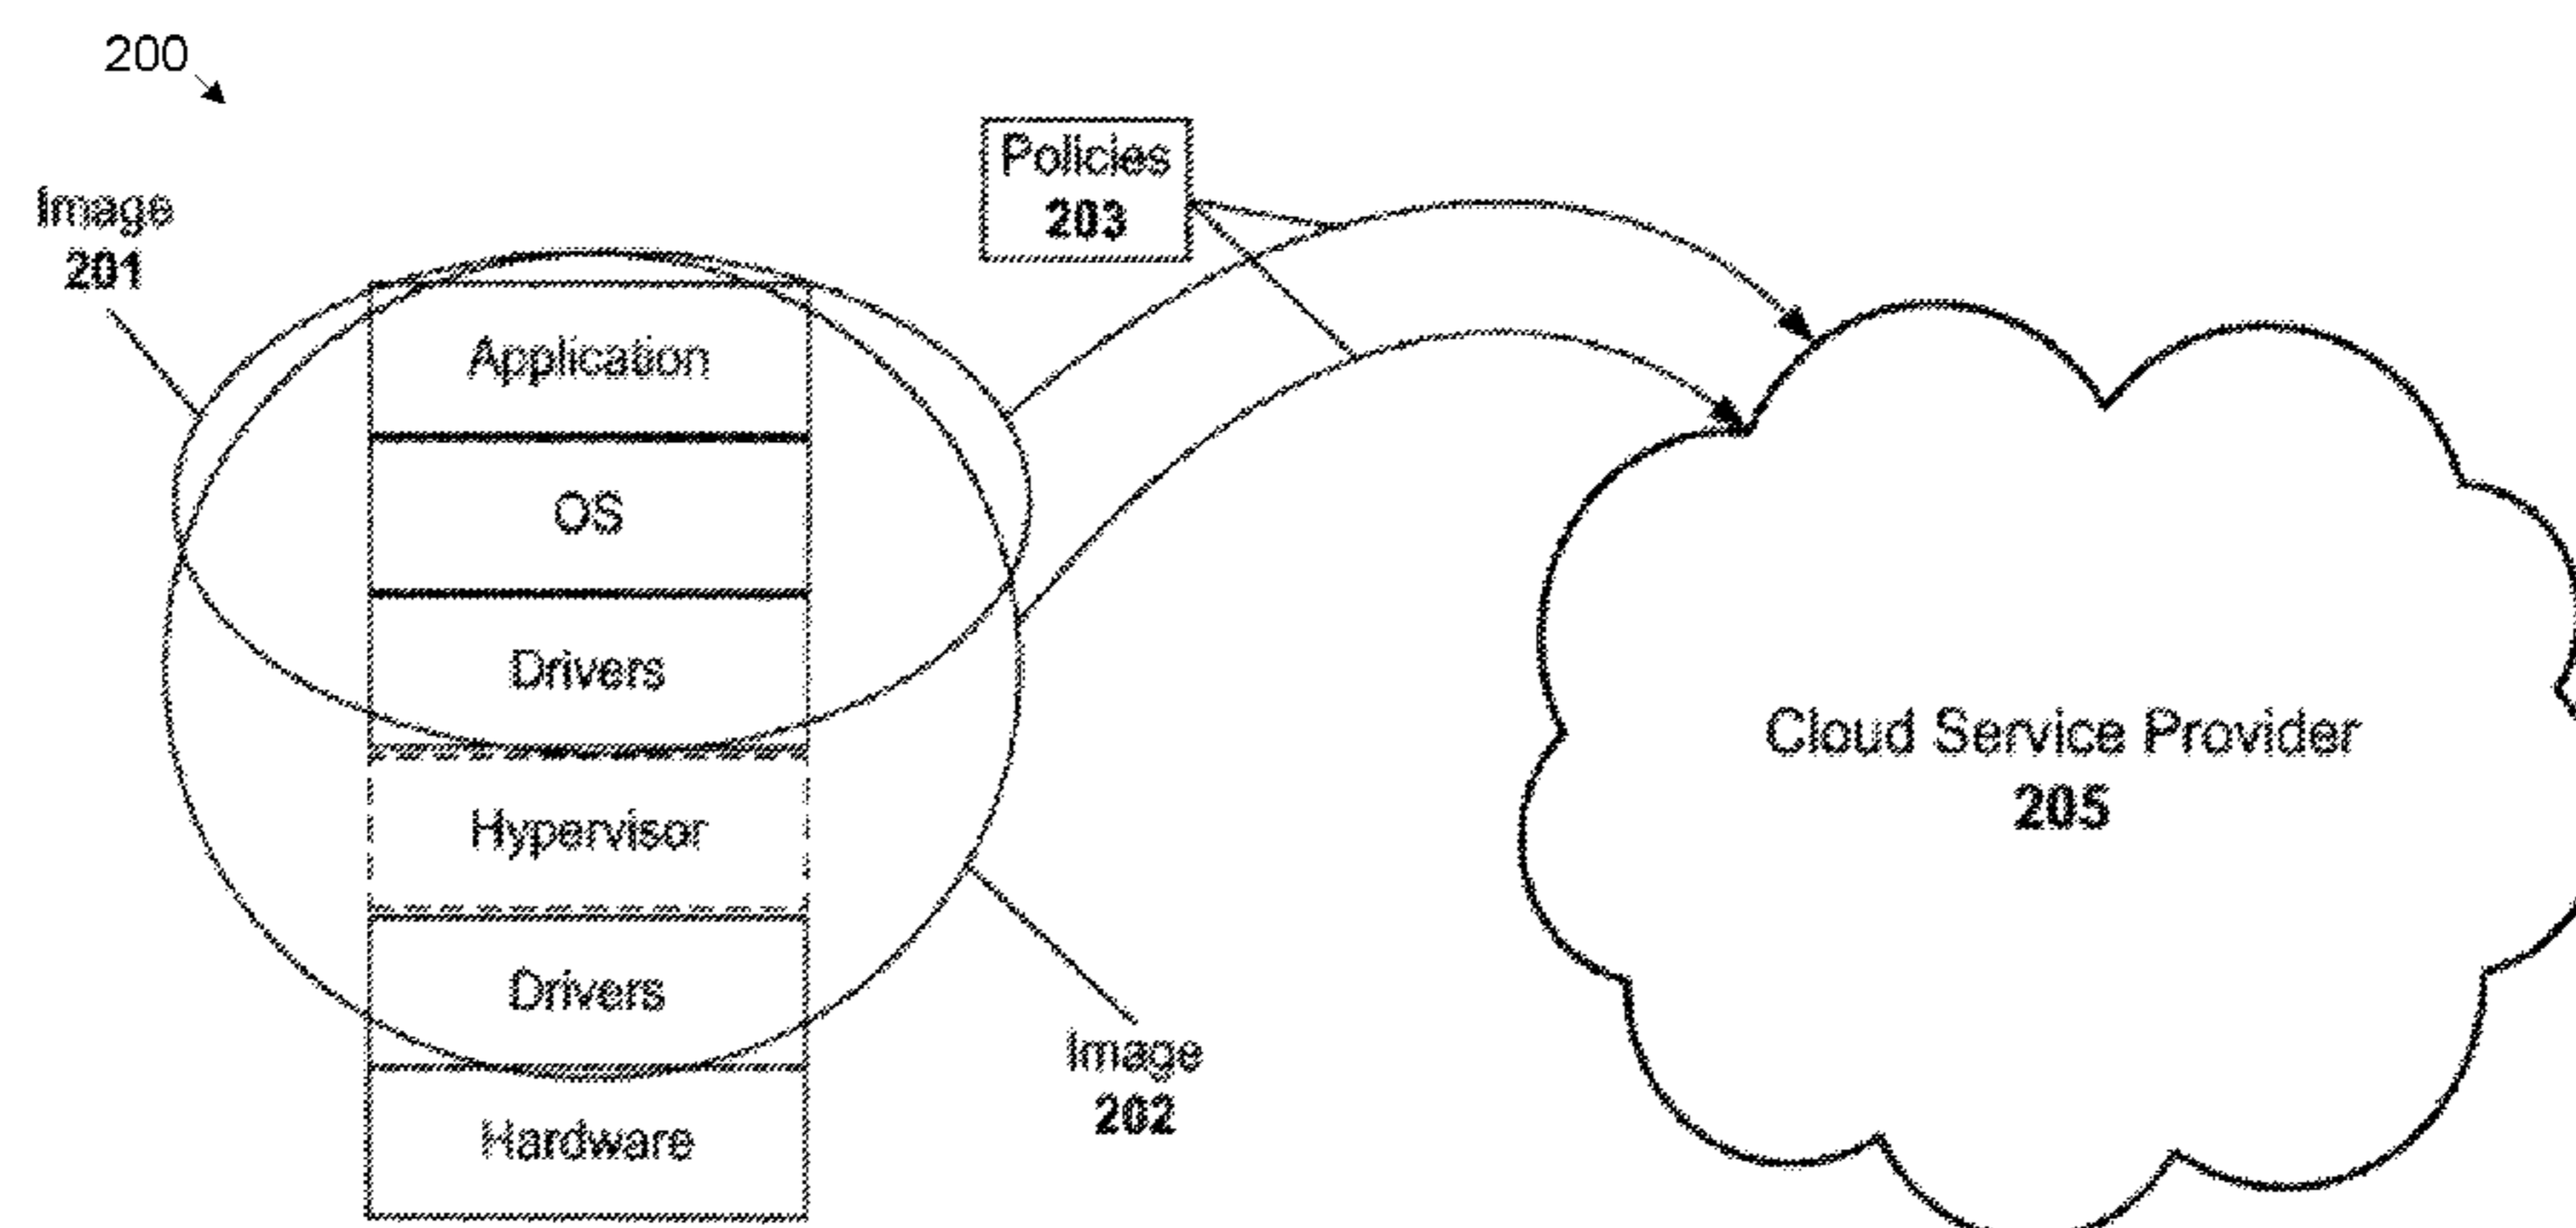 200
Policies
203
Image
201
Application
OS
Drivers
Hypervisor
Drivers
Hardware
Image
202
Cloud Service Provider
205